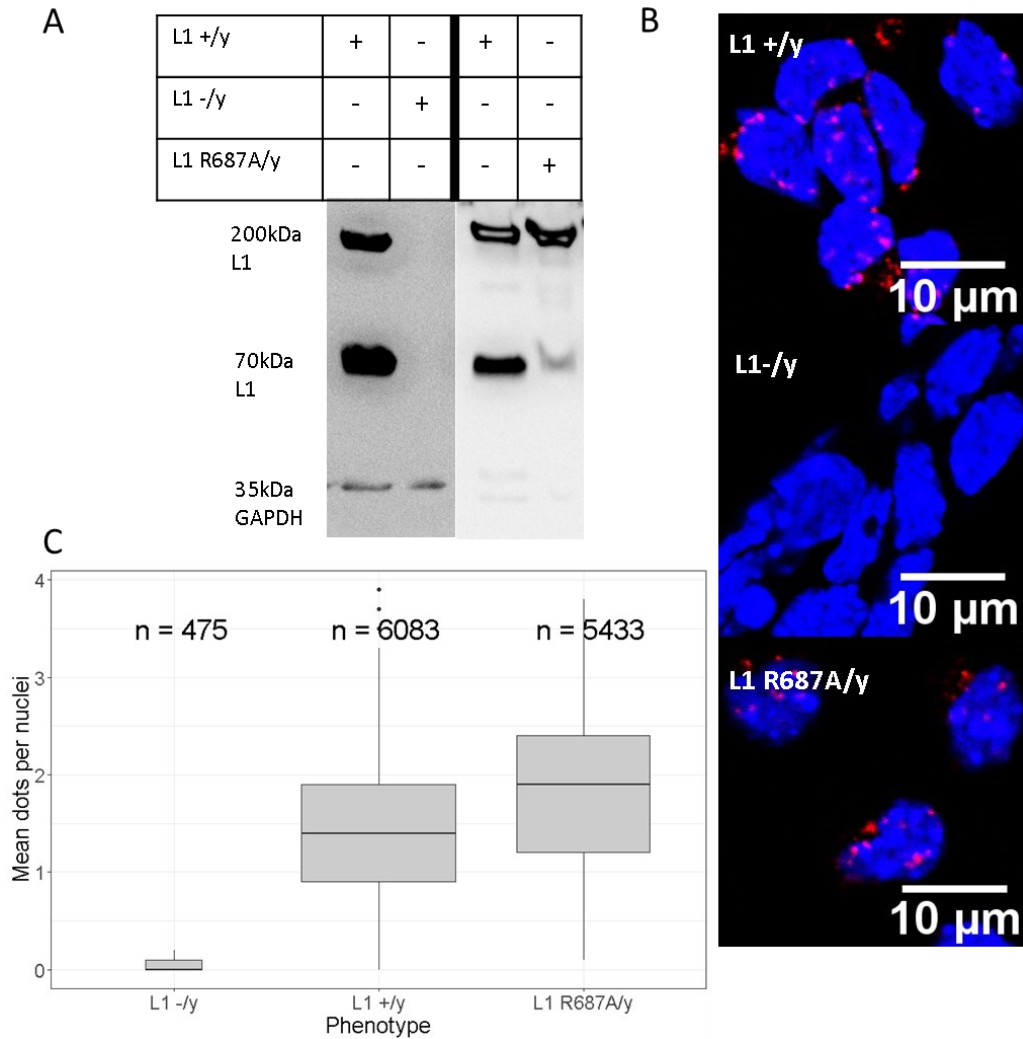 A
L1 +/y + - + -
L1 -/y - + - -
L1 R687A/y - - - +
200kDa
L1
70kDa
L1
35kDa
GAPDH
B
L1 +/y
10 µm
L1-/y
10 µm
L1 R687A/y
10 µm
C
Mean dots per nuclei
4
3
2
1
0
n = 475
n = 6083
n = 5433
L1 -/y
L1 +/y
L1 R687A/y
Phenotype